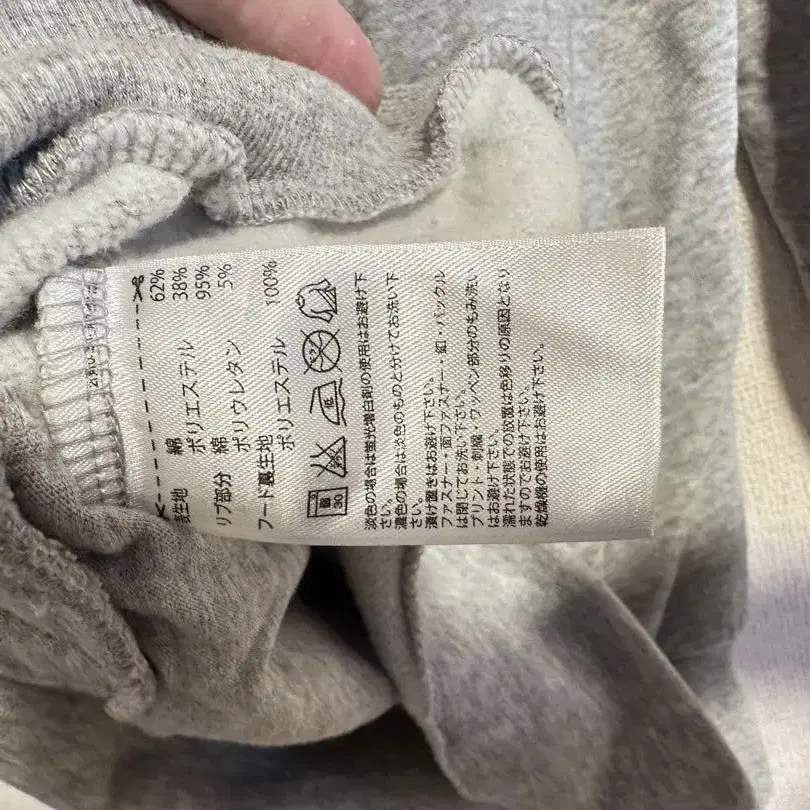 表生地 綿 62%
ポリエステル 38%
リブ部分 綿 95%
ポリウレタン 5%
フード裏生地
ポリエステル 100%
30
淡色の場合は蛍光増白剤の使用はお避け下
さい。
濃色の場合は淡色のものと分けてお洗い下
さい。
漬け置きはお避け下さい。
ファスナー・面ファスナー・釦・バックル
は閉じてお洗い下さい。
プリント・刺繍・ワッペン部分のもみ洗い
はお避け下さい。
濡れた状態での放置は色移りの原因となり
ますのでお避け下さい。
乾燥機の使用はお避け下さい。